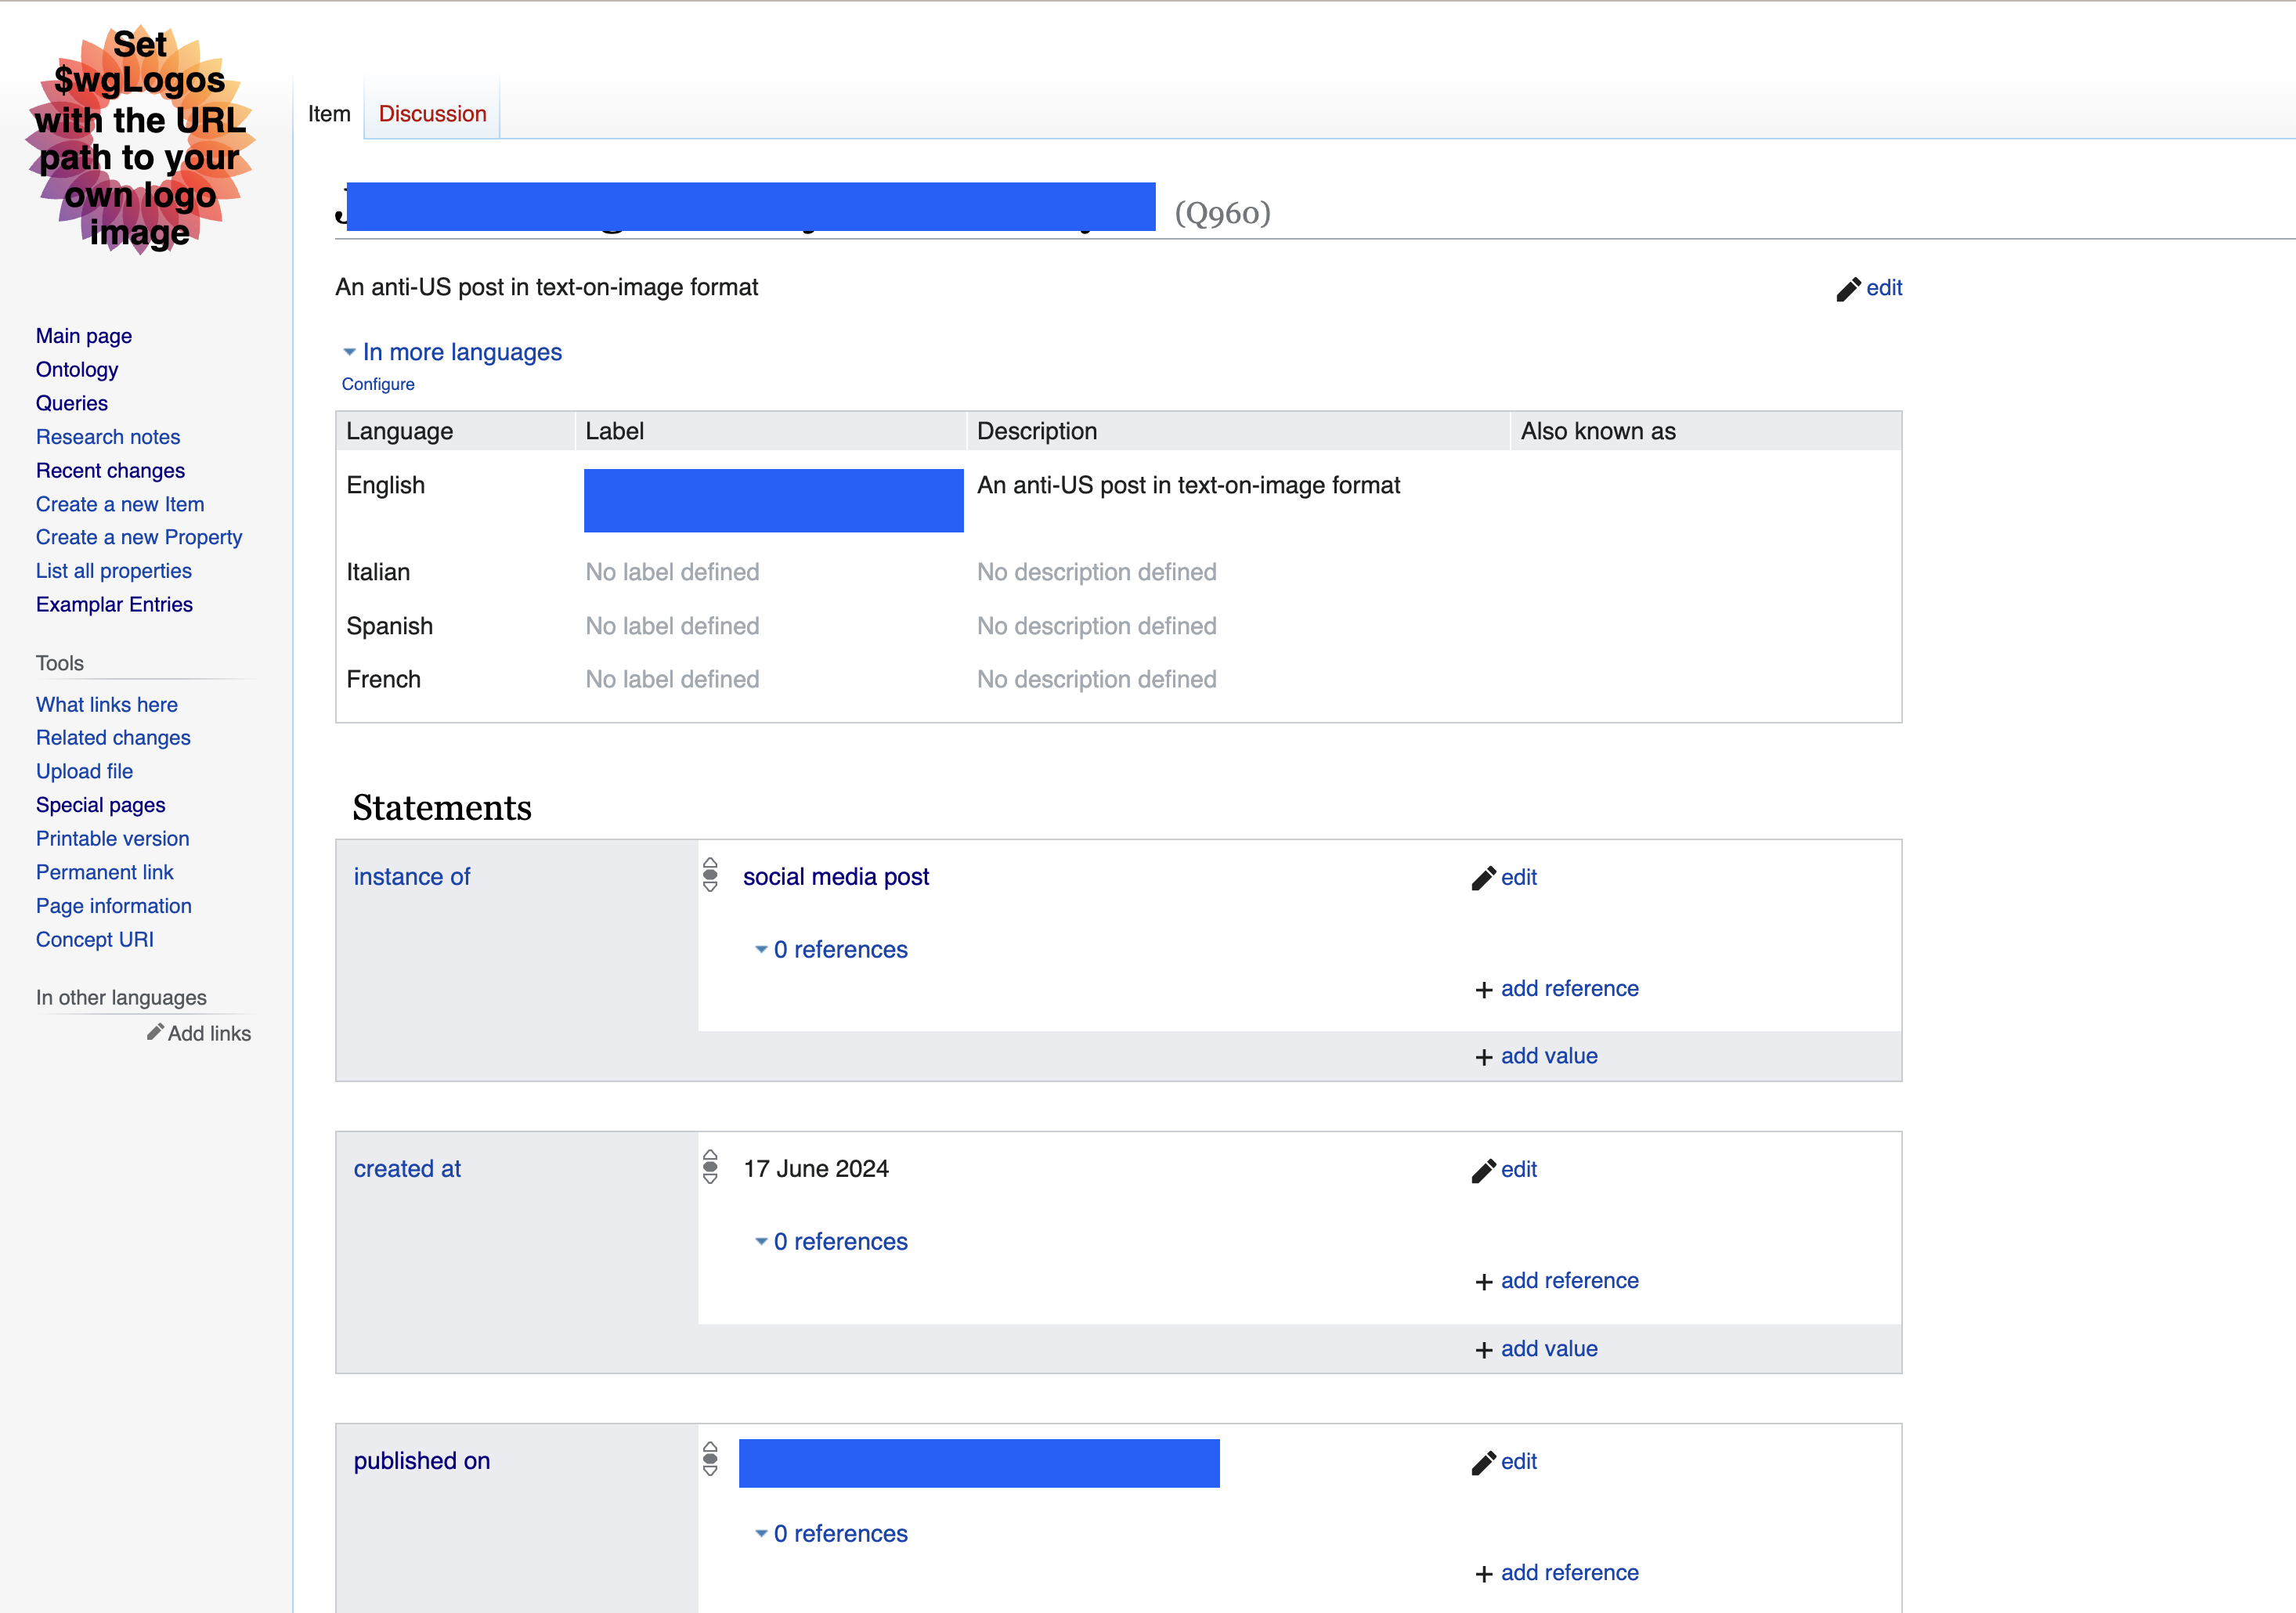 Set
$wgLogos
with the URL
path to your
own logo
image
Main page
Ontology
Queries
Research notes
Recent changes
Create a new Item
Create a new Property
List all properties
Examplar Entries
Tools
What links here
Related changes
Upload file
Special pages
Printable version
Permanent link
Page information
Concept URI
In other languages
Add links
Item Discussion
(Q960)
An anti-US post in text-on-image format edit
In more languages
Configure
Language Label Description Also known as
English An anti-US post in text-on-image format
Italian No label defined No description defined
Spanish No label defined No description defined
French No label defined No description defined
Statements
instance of social media post edit
0 references
+ add reference
+ add value
created at 17 June 2024 edit
0 references
+ add reference
+ add value
published on edit
0 references
+ add reference